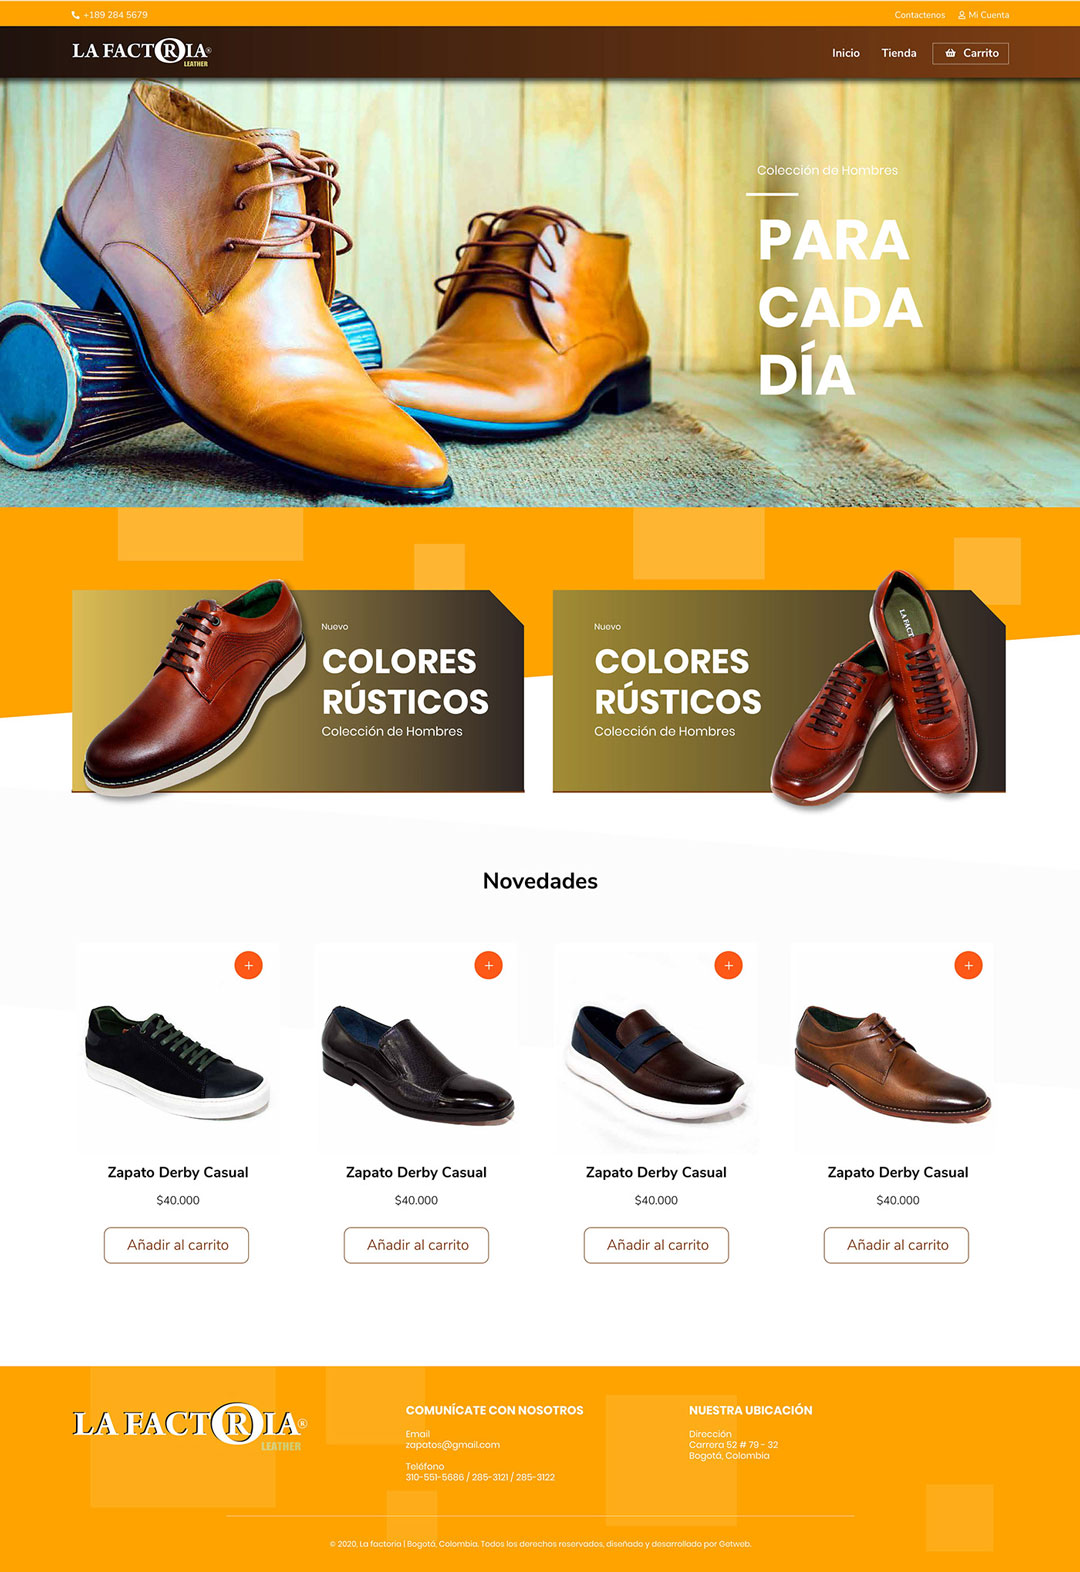 +189 284 5679
Contactenos
Mi Cuenta
LA FACTORIA®
LEATHER
Inicio
Tienda
Carrito
Colección de Hombres
PARA
CADA
DÍA
Nuevo
COLORES
RÚSTICOS
Colección de Hombres
Nuevo
COLORES
RÚSTICOS
Colección de Hombres
LA FACT
Novedades
Zapato Derby Casual
$40.000
Añadir al carrito
Zapato Derby Casual
$40.000
Añadir al carrito
Zapato Derby Casual
$40.000
Añadir al carrito
Zapato Derby Casual
$40.000
Añadir al carrito
LA FACTORIA®
LEATHER
COMUNÍCATE CON NOSOTROS
Email
zapatos@gmail.com
Teléfono
310-551-5686 / 285-3121 / 285-3122
NUESTRA UBICACIÓN
Dirección
Carrera 52 # 79 - 32
Bogotá, Colombia
© 2020, La factoria | Bogotá, Colombia. Todos los derechos reservados, diseñado y desarrollado por Getweb.